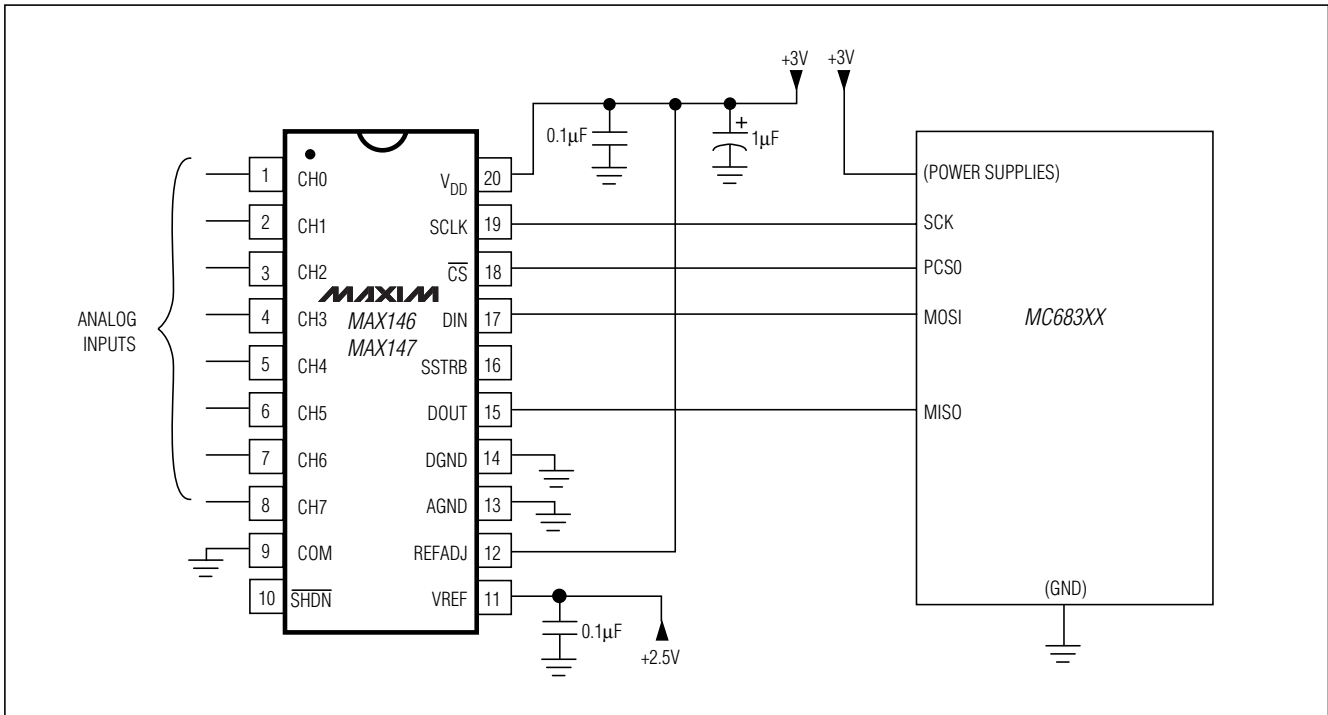 +3V
+3V
0.1µF
+
1µF
1
CH0
VDD
20
(POWER SUPPLIES)
2
CH1
SCLK
19
SCK
3
CH2
CS
18
PCS0
MAXIM
ANALOG
INPUTS
4
CH3
MAX146
MAX147
DIN
17
MOSI
MC683XX
5
CH4
SSTRB
16
6
CH5
DOUT
15
MISO
7
CH6
DGND
14
8
CH7
AGND
13
9
COM
REFADJ
12
10
SHDN
VREF
11
0.1µF
+2.5V
(GND)